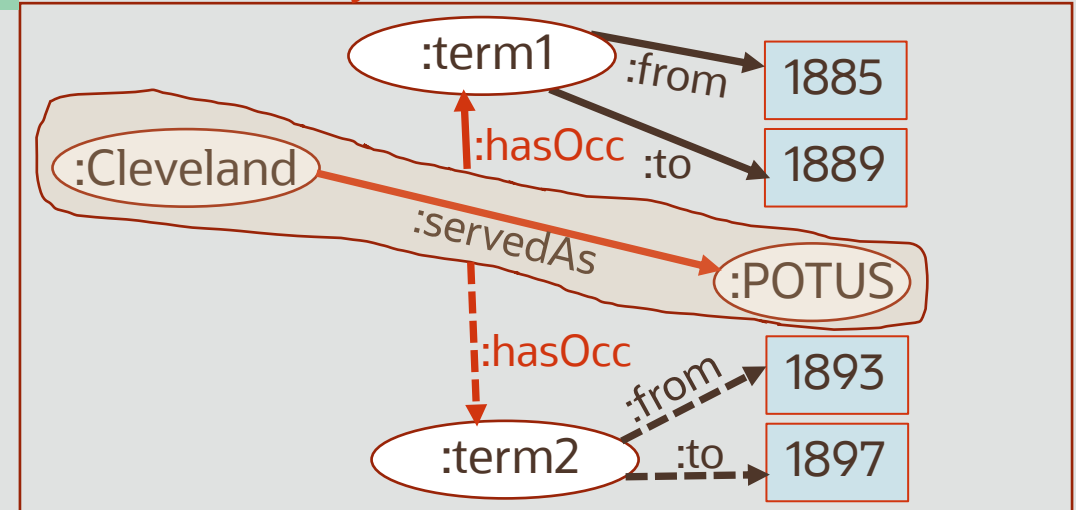 :term1
:from
1885
:hasOcc
:to
1889
:Cleveland
:servedAs
:POTUS
:hasOcc
:from
1893
:term2
:to
1897